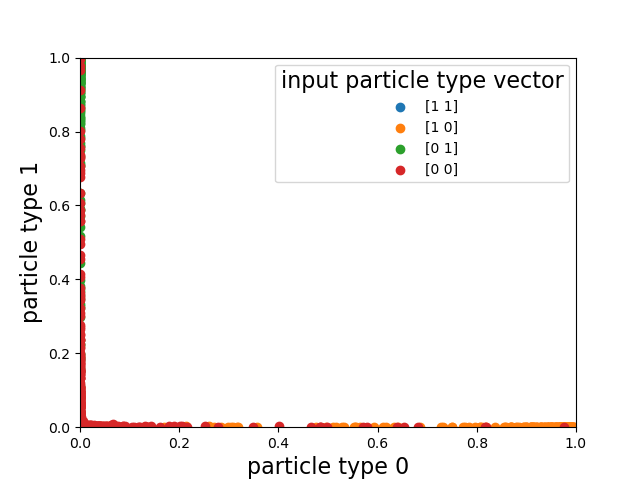 1.0
0.8
0.6
0.4
0.2
0.0
particle type 1
input particle type vector
[1 1]
[1 0]
[0 1]
[0 0]
0.0 0.2 0.4 0.6 0.8 1.0
particle type 0